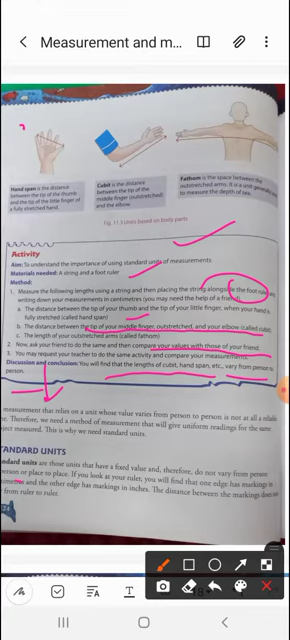 Measurement and m...
Hand span is the distance
between the tip of the thumb
and the tip of the little finger of
a fully stretched hand.
Cubit is the distance
between the tip of the
middle finger (outstretched) and
the elbow
Fathom is the space between the
outstretched arms. It is a unit generally used
to measure the depth of sea.
Fig. 11.3 Units based on body parts
Activity
Aim: To understand the importance of using standard units of measurements
Materials needed: A string and a foot ruler
Method:
1. Measure the following lengths using a string and then placing the string alongside the foot ruler and
writing down your measurements in centimetres (you may need the help of a friend).
a. The distance between the tip of your thumb and the tip of your little finger, when your hand is
fully stretched (called hand span)
b. The distance between the tip of your middle finger, outstretched, and your elbow (called cubit)
c. The length of your outstretched arms (called fathom)
2. Now, ask your friend to do the same and then compare your values with those of your friend.
3. You may request your teacher to do the same activity and compare your measurements.
Discussion and conclusion: You will find that the lengths of cubit, hand span, etc., vary from person to
person.
measurement that relies on a unit whose value varies from person to person is not at all a reliable
Therefore, we need a method of measurement that will give uniform readings for the same
ject measured. This is why we need standard units.
TANDARD UNITS
ndard units are those units that have a fixed value and, therefore, do not vary from person
person or place to place. If you look at your ruler, you will find that one edge has markings in
and the other edge has markings in inches. The distance between the markings does
from ruler to ruler.